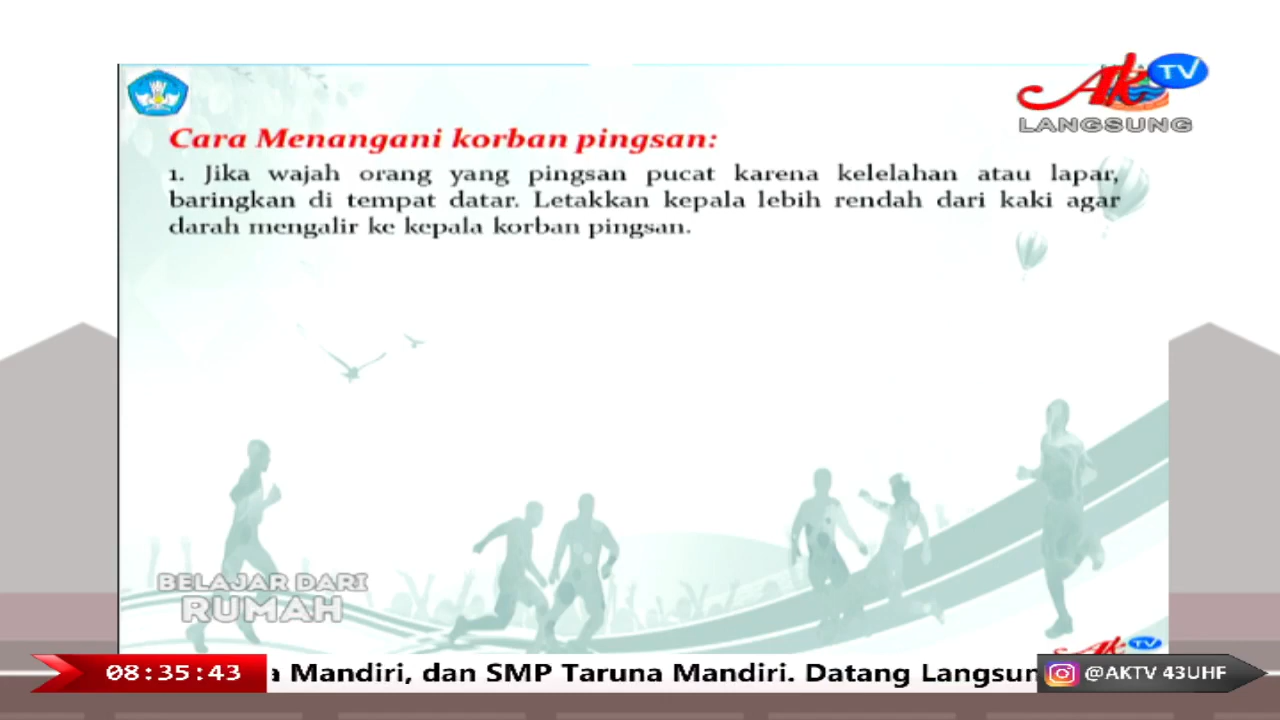 Ak TV
LANGSUNG
Cara Menangani korban pingsan:
1. Jika wajah orang yang pingsan pucat karena kelelahan atau lapar,
baringkan di tempat datar. Letakkan kepala lebih rendah dari kaki agar
darah mengalir ke kepala korban pingsan.
BELAJAR DARI
RUMAH
Ak TV
08:35:43
a Mandiri, dan SMP Taruna Mandiri. Datang Langsun
@AKTV 43UHF